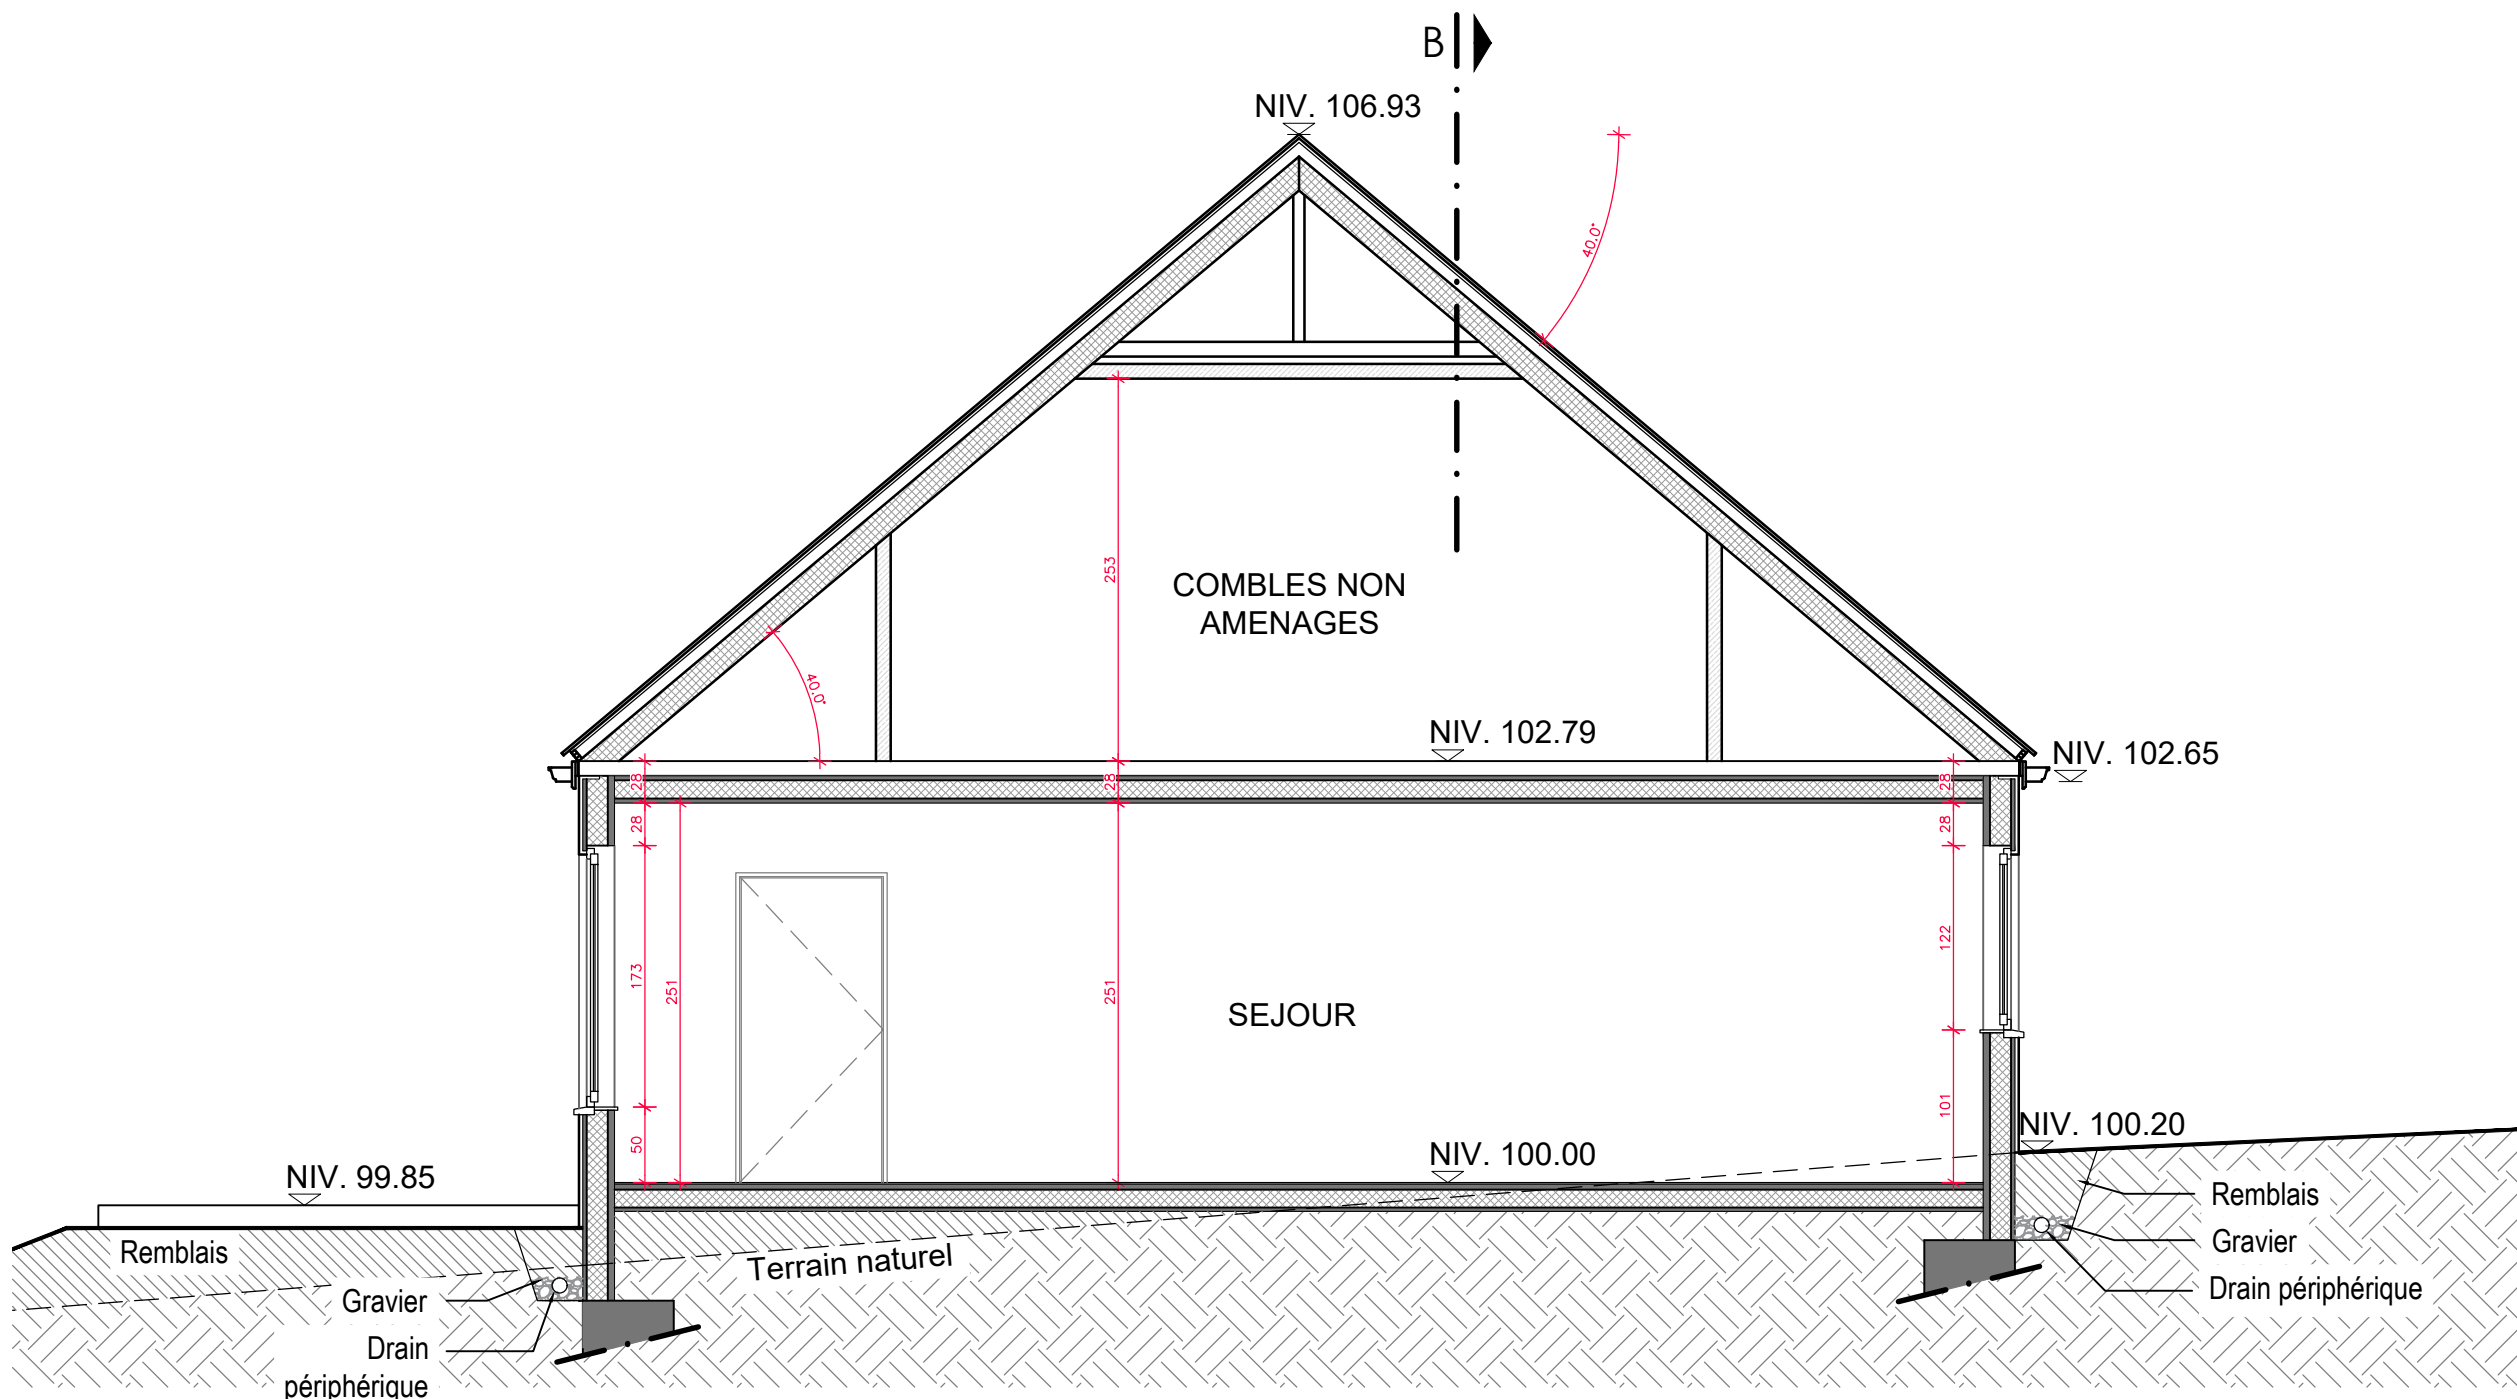 B
NIV. 106.93
40.0°
253
COMBLES NON
AMENAGES
40.0°
NIV. 102.79
NIV. 102.65
28
28
28
28
28
122
173
251
251
SEJOUR
101
50
NIV. 100.20
NIV. 100.00
NIV. 99.85
Remblais
Remblais
Gravier
Terrain naturel
Drain périphérique
Gravier
Drain
périphérique